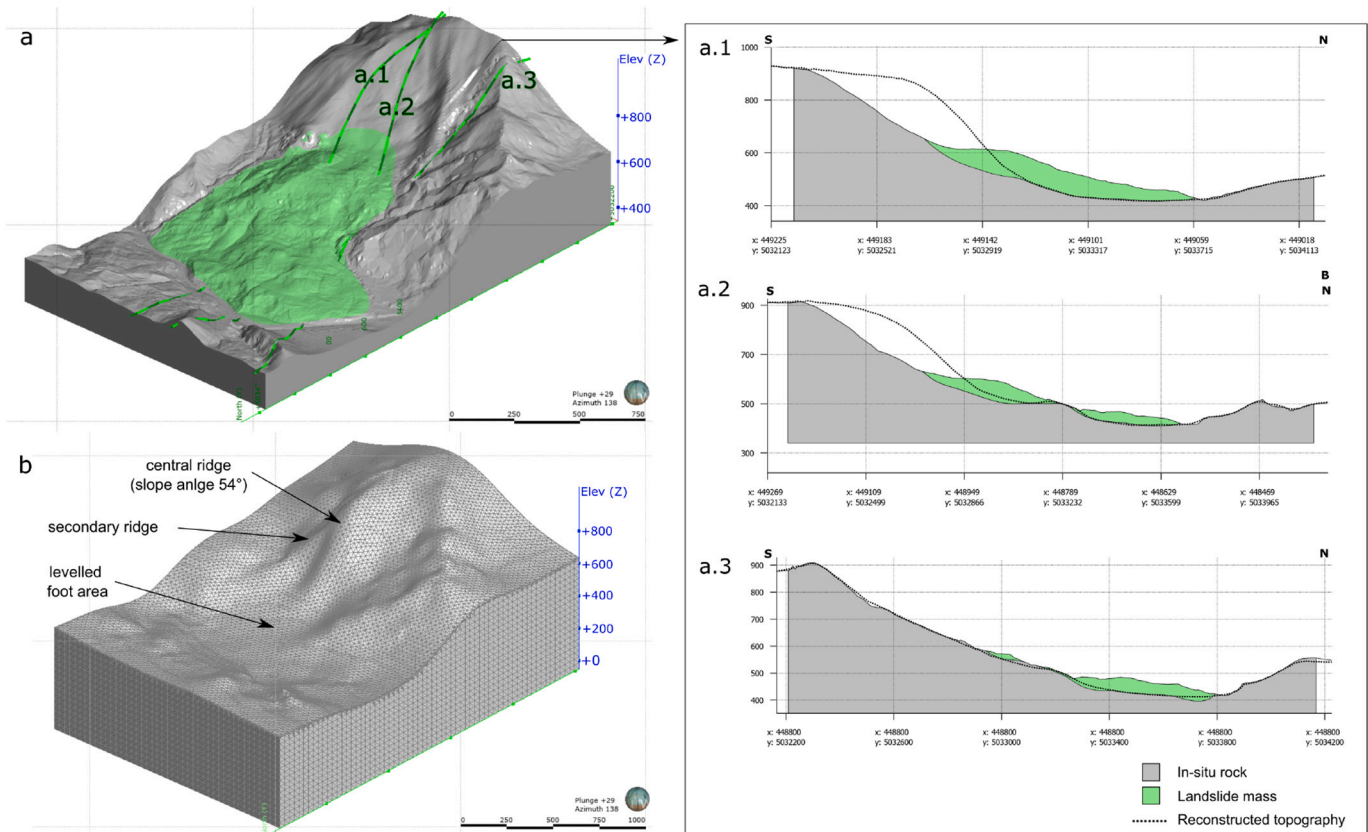 a
a.1
a.2
a.3
Elev (Z)
+800
+600
+400
Plunge +29
Azimuth 138
0 250 500 750
b
central ridge
(slope anlge 54°)
secondary ridge
levelled
foot area
Elev (Z)
+800
+600
+400
+200
+0
Plunge +29
Azimuth 138
0 250 500 750 1000
a.1
S N
1000
800
600
400
x: 449225 x: 449183 x: 449142 x: 449101 x: 449059 x: 449018
y: 5032123 y: 5032521 y: 5032919 y: 5033317 y: 5033715 y: 5034113
a.2
B
S N
900
700
500
300
x: 449269 x: 449109 x: 448949 x: 448789 x: 448629 x: 448469
y: 5032133 y: 5032499 y: 5032866 y: 5033232 y: 5033599 y: 5033965
a.3
S N
900
800
700
600
500
400
x: 448800 x: 448800 x: 448800 x: 448800 x: 448800 x: 448800
y: 5032200 y: 5032600 y: 5033000 y: 5033400 y: 5033800 y: 5034200
In-situ rock
Landslide mass
Reconstructed topography